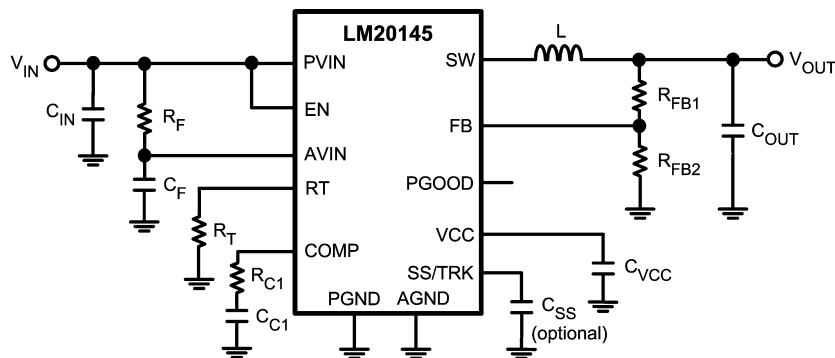 LM20145
V_IN
C_IN
R_F
C_F
R_T
R_C1
C_C1
PVIN
EN
AVIN
RT
COMP
PGND
AGND
SW
FB
PGOOD
VCC
SS/TRK
L
V_OUT
R_FB1
R_FB2
C_OUT
C_VCC
C_SS
(optional)